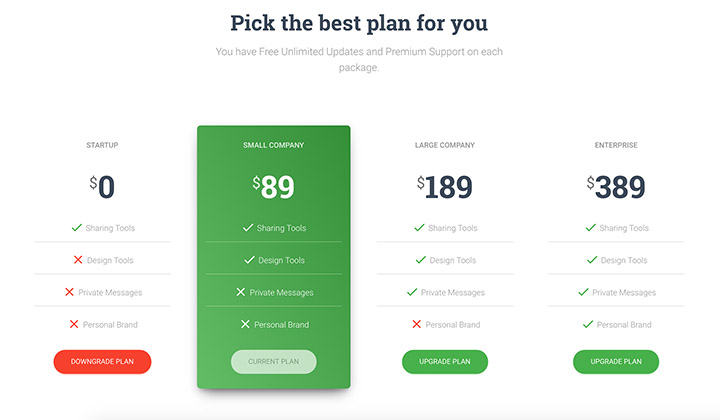 Pick the best plan for you
You have Free Unlimited Updates and Premium Support on each
package.
STARTUP
$0
Sharing Tools
Design Tools
Private Messages
Personal Brand
DOWNGRADE PLAN
SMALL COMPANY
$89
Sharing Tools
Design Tools
Private Messages
Personal Brand
CURRENT PLAN
LARGE COMPANY
$189
Sharing Tools
Design Tools
Private Messages
Personal Brand
UPGRADE PLAN
ENTERPRISE
$389
Sharing Tools
Design Tools
Private Messages
Personal Brand
UPGRADE PLAN